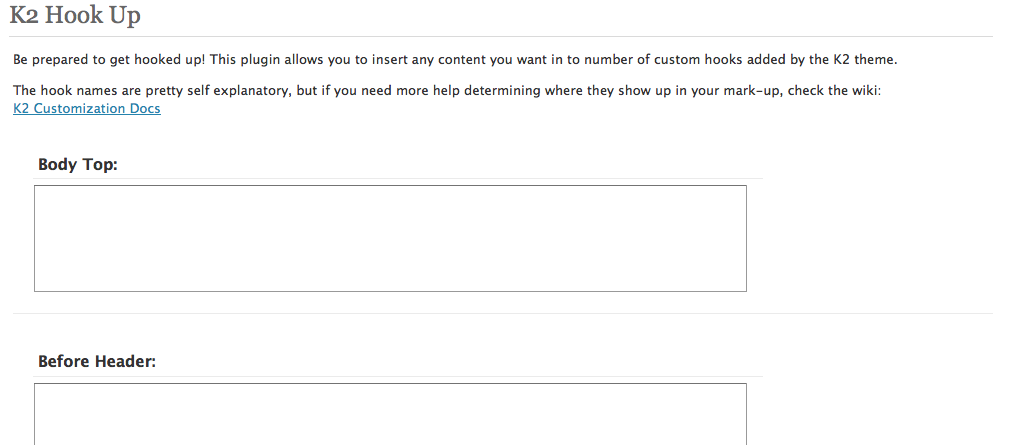 K2 Hook Up
Be prepared to get hooked up! This plugin allows you to insert any content you want in to number of custom hooks added by the K2 theme.
The hook names are pretty self explanatory, but if you need more help determining where they show up in your mark-up, check the wiki:
K2 Customization Docs
Body Top:
Before Header: